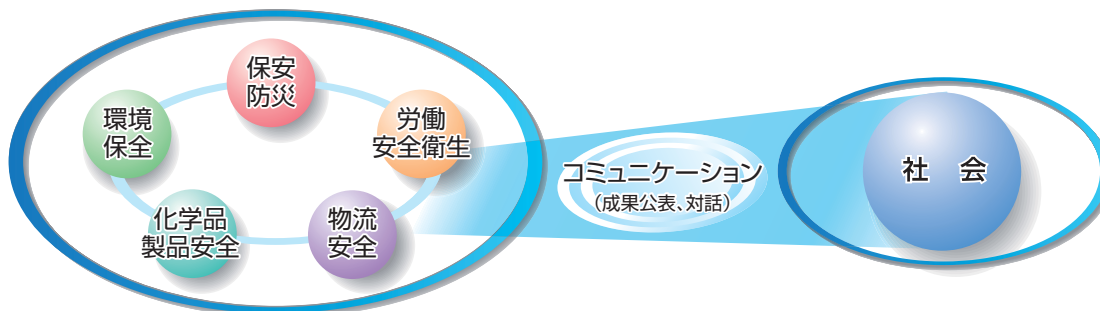 保安
防災
環境
保全
労働
安全衛生
化学品
製品安全
物流
安全
コミュニケーション
(成果公表、対話)
社 会